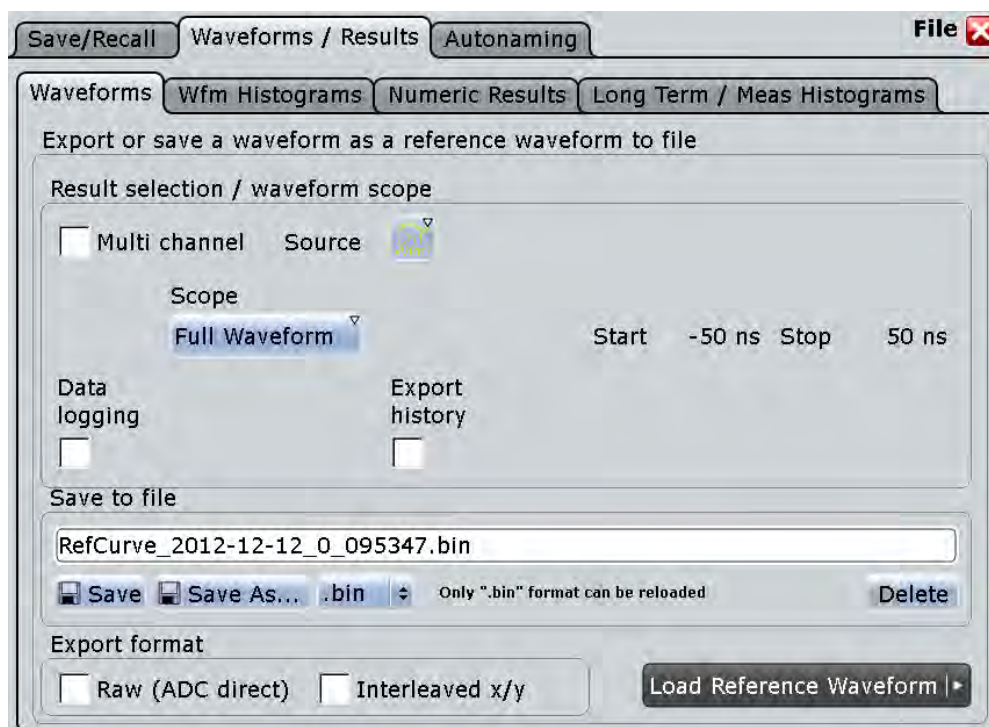 Save/Recall Waveforms / Results Autonaming File
Waveforms Wfm Histograms Numeric Results Long Term / Meas Histograms
Export or save a waveform as a reference waveform to file
Result selection / waveform scope
Multi channel Source
Scope
Full Waveform Start -50 ns Stop 50 ns
Data Export
logging history
Save to file
RefCurve_2012-12-12_0_095347.bin
Save Save As... .bin Only ".bin" format can be reloaded Delete
Export format
Raw (ADC direct) Interleaved x/y Load Reference Waveform